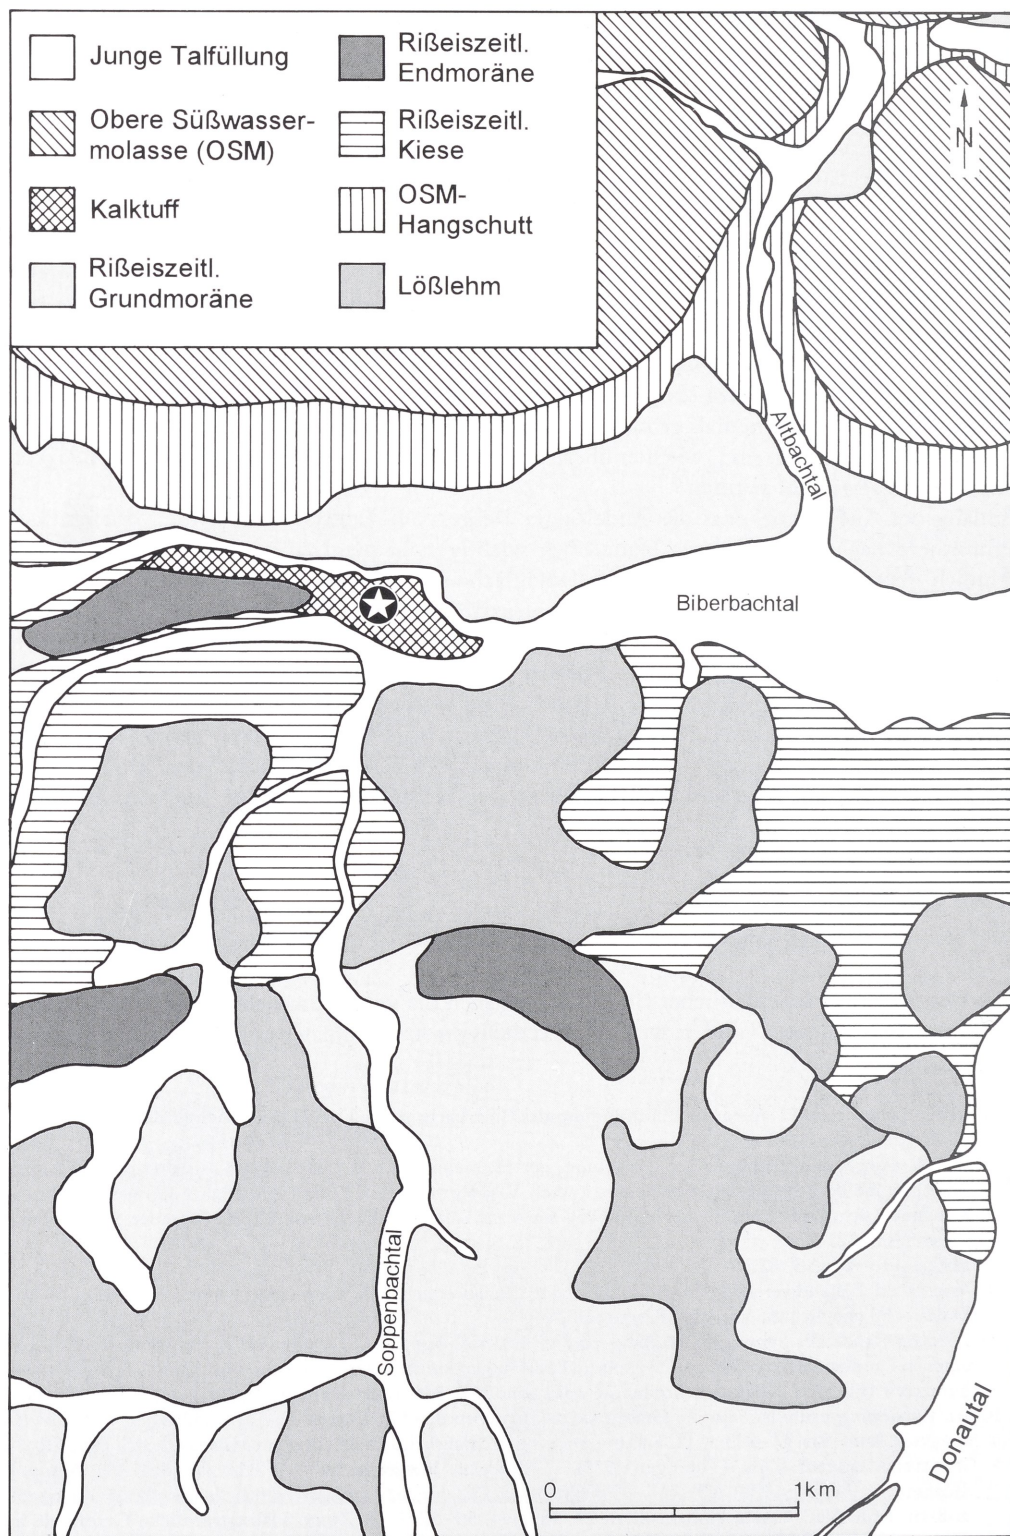 Junge Talfüllung
Obere Süßwasser-
molasse (OSM)
Kalktuff
Rißeiszeitl.
Grundmoräne
Rißeiszeitl.
Endmoräne
Rißeiszeitl.
Kiese
OSM-
Hangschutt
Lößlehm
N
Altbachtal
Biberbachtal
Soppenbachtal
Donautal
0 1km